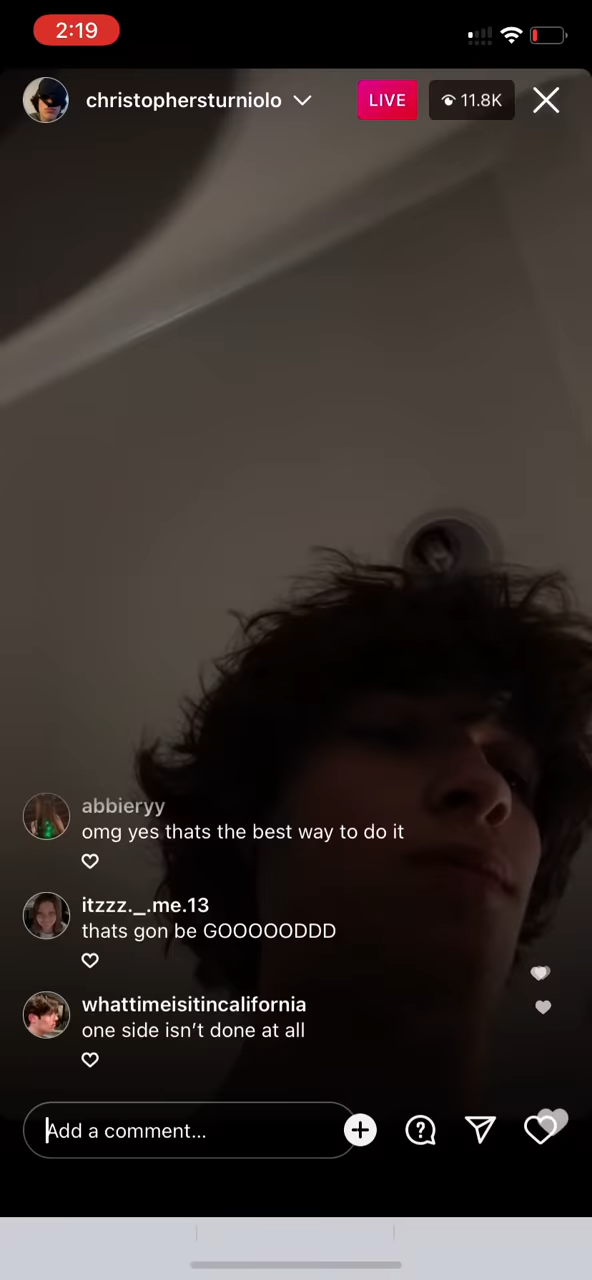 2:19
christophersturniolo
LIVE
11.8K
abbieryy
omg yes thats the best way to do it
itzzz._.me.13
thats gon be GOOOOODDD
whattimeisitincalifornia
one side isn’t done at all
Add a comment...